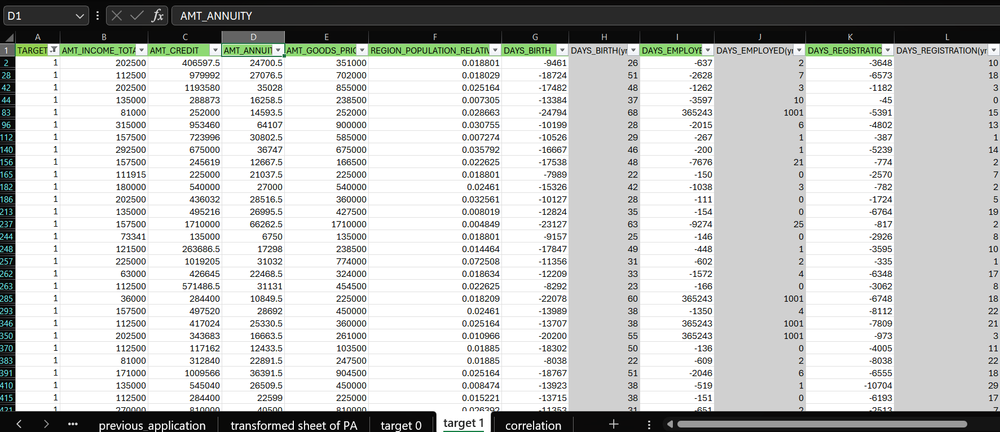 D1 fx AMT_ANNUITY
A B C D E F G H I J K L
1 TARGET AMT_INCOME_TOTA AMT_CREDIT AMT_ANNUIT AMT_GOODS_PRIC REGION_POPULATION_RELATIV DAYS_BIRTH DAYS_BIRTH(yr DAYS_EMPLOYE DAYS_EMPLOYED(yr DAYS_REGISTRATIC DAYS_REGISTRATION(yr
2 1 202500 406597.5 24700.5 351000 0.018801 -9461 26 -637 2 -3648 10
28 1 112500 979992 27076.5 702000 0.018029 -18724 51 -2628 7 -6573 18
42 1 202500 1193580 35028 855000 0.025164 -17482 48 -1262 3 -1182 3
44 1 135000 288873 16258.5 238500 0.007305 -13384 37 -3597 10 -45 0
83 1 81000 252000 14593.5 252000 0.028663 -24794 68 365243 1001 -5391 15
96 1 315000 953460 64107 900000 0.030755 -10199 28 -2015 6 -4802 13
112 1 157500 723996 30802.5 585000 0.007274 -10526 29 -267 1 -387 1
140 1 292500 675000 36747 675000 0.035792 -16667 46 -200 1 -5239 14
156 1 157500 245619 12667.5 166500 0.022625 -17538 48 -7676 21 -774 2
165 1 111915 225000 21037.5 225000 0.018801 -7989 22 -150 0 -2570 7
182 1 180000 540000 27000 540000 0.02461 -15326 42 -1038 3 -782 2
186 1 202500 436032 28516.5 360000 0.032561 -10127 28 -111 0 -1724 5
213 1 135000 495216 26995.5 427500 0.008019 -12824 35 -154 0 -6764 19
237 1 157500 1710000 66262.5 1710000 0.004849 -23127 63 -9274 25 -817 2
244 1 73341 135000 6750 135000 0.018801 -9157 25 -146 0 -2926 8
248 1 121500 263686.5 17298 238500 0.014464 -17847 49 -448 1 -3595 10
257 1 225000 1019205 31032 774000 0.072508 -11356 31 -602 2 -335 1
262 1 63000 426645 22468.5 324000 0.018634 -12209 33 -1572 4 -6348 17
263 1 112500 571486.5 31131 454500 0.022625 -8292 23 -166 0 -3062 8
285 1 36000 284400 10849.5 225000 0.018209 -22078 60 365243 1001 -6748 18
293 1 157500 497520 28692 450000 0.02461 -13989 38 -1350 4 -8112 22
346 1 112500 417024 25330.5 360000 0.025164 -13707 38 365243 1001 -7809 21
350 1 202500 343683 16663.5 261000 0.010966 -20200 55 365243 1001 -973 3
370 1 112500 117162 12433.5 103500 0.01885 -18302 50 -136 0 -4005 11
383 1 81000 312840 22891.5 247500 0.01885 -8038 22 -609 2 -8038 22
391 1 171000 1009566 36391.5 904500 0.025164 -18767 51 -2046 6 -6555 18
410 1 135000 545040 26509.5 450000 0.008474 -13923 38 -519 1 -10704 29
415 1 112500 284400 22599 225000 0.015221 -13715 38 -151 0 -6193 17
421 1 270000 810000 40500 810000 0.026392 -11353 31 -651 2 -2513 7
previous_application transformed sheet of PA target 0 target 1 correlation